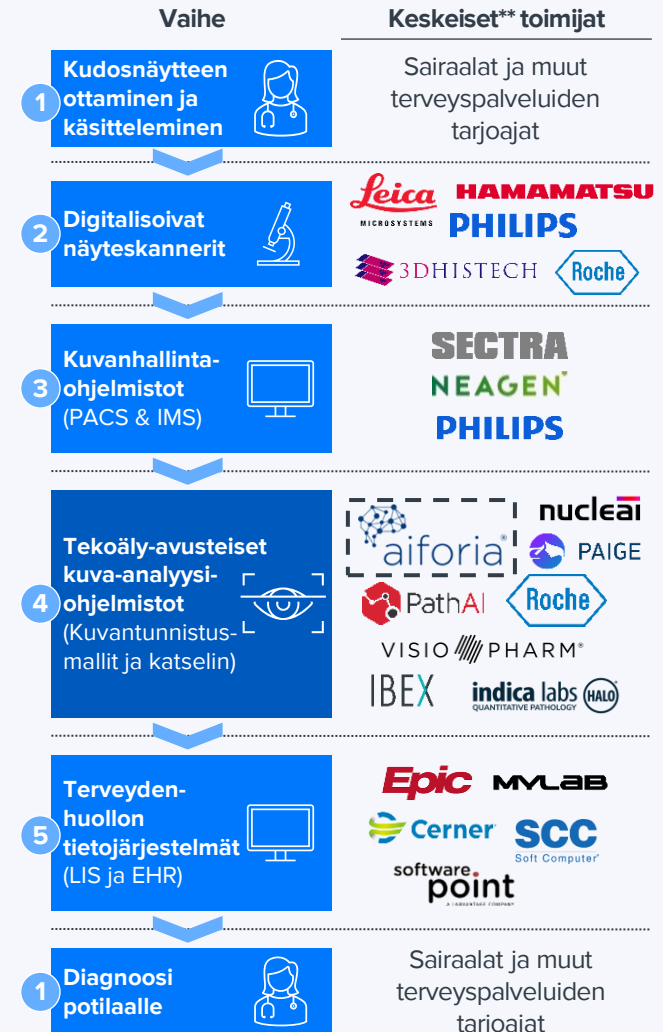 Vaihe
Keskeiset** toimijat
1
Kudosnäytteen
ottaminen ja
käsitteleminen
Sairaalat ja muut
terveyspalveluiden
tarjoajat
2
Digitalisoivat
näyteskannerit
Leica
MICROSYSTEMS
HAMAMATSU
PHILIPS
3DHISTECH
Roche
3
Kuvanhallinta-
ohjelmistot
(PACS & IMS)
SECTRA
NEAGEN
PHILIPS
4
Tekoäly-avusteiset
kuva-analyysi-
ohjelmistot
(Kuvantunnistus-
mallit ja katselin)
aiforia®
nucleai
PAIGE
PathAI
Roche
VISIOPHARM®
IBEX
indica labs HALO
QUANTITATIVE PATHOLOGY
5
Terveyden-
huollon
tietojärjestelmät
(LIS ja EHR)
Epic
MYLAB
Cerner
SCC
Soft Computer
software
point
A LABVANTAGE COMPANY
1
Diagnoosi
potilaalle
Sairaalat ja muut
terveyspalveluiden
tarjoajat